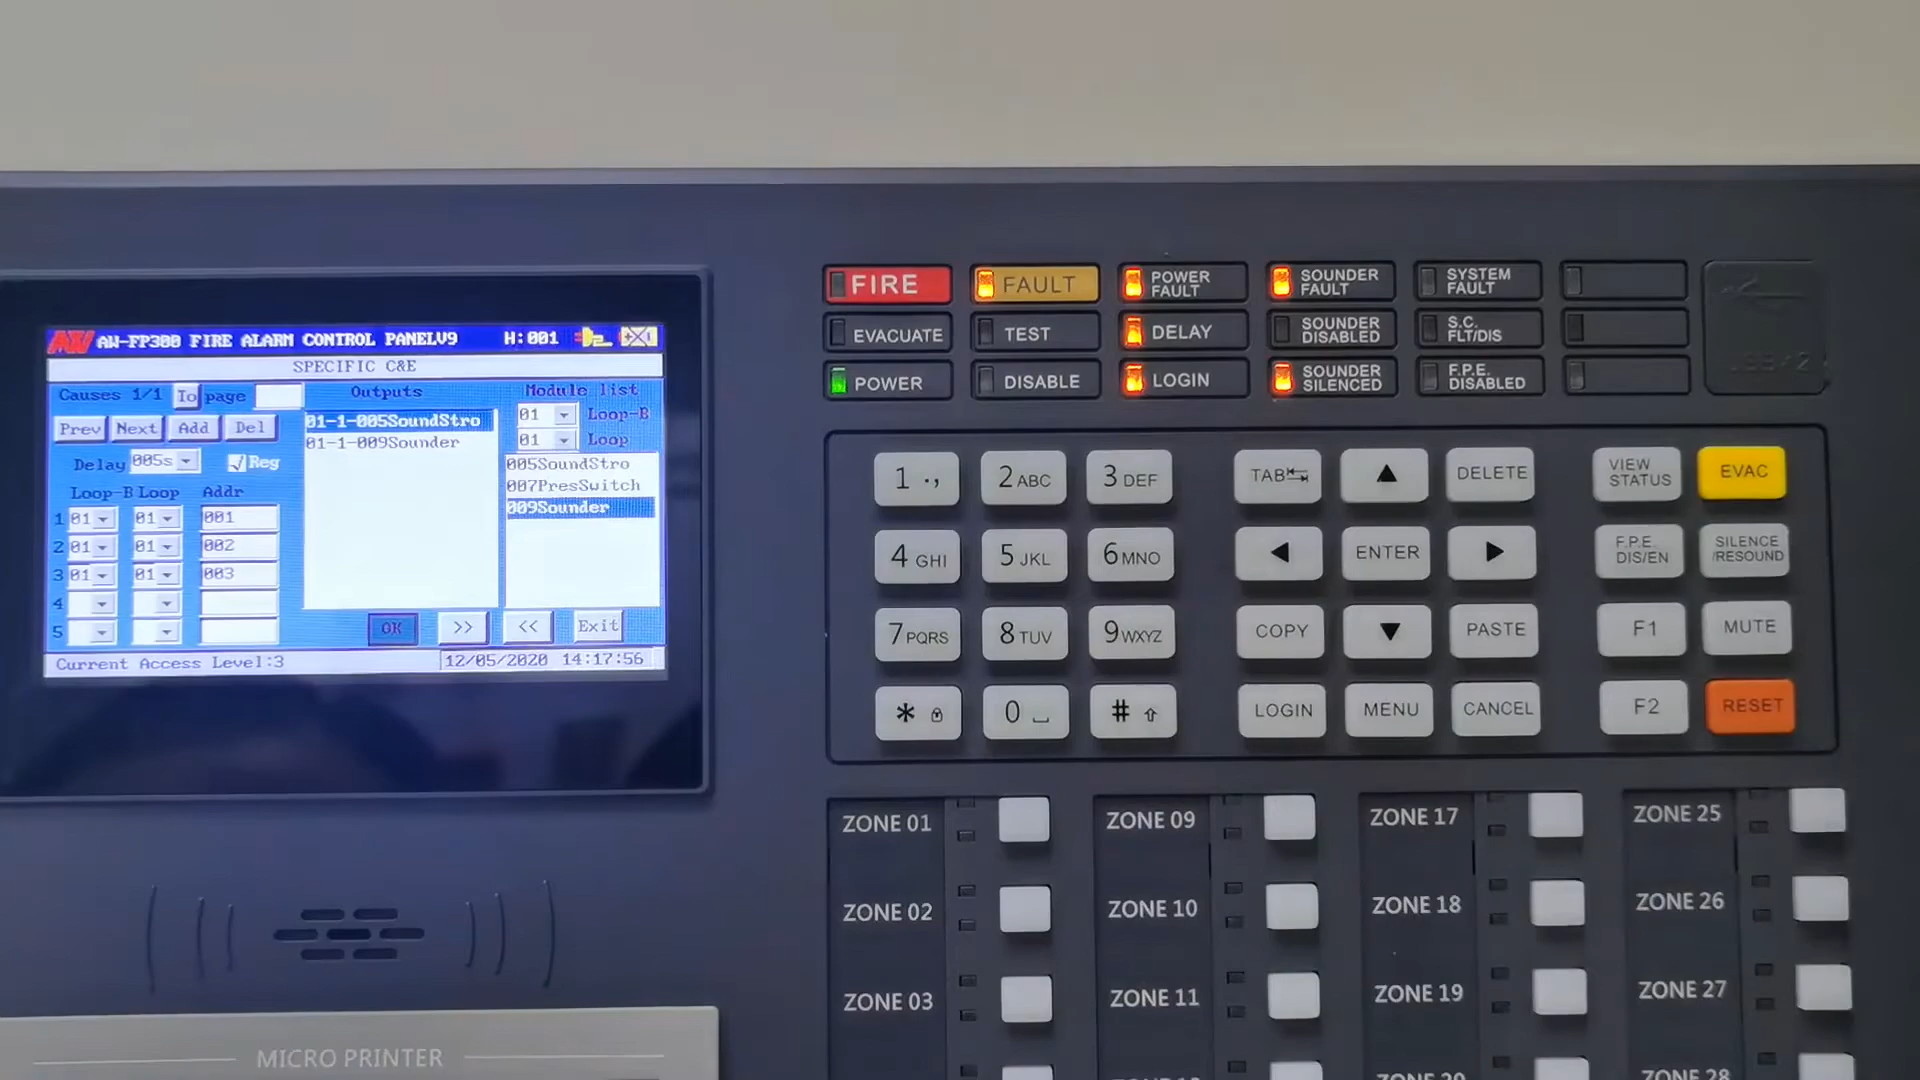 AW AW-FP300 FIRE ALARM CONTROL PANELV9 H:001
SPECIFIC C&E
Causes 1/1 To page
Prev Next Add Del
Delay 005s Reg
Loop-B Loop Addr
1 01 01 001
2 01 01 002
3 01 01 003
4
5
Outputs
01-1-005SoundStro
01-1-009Sounder
Module list
01 Loop-B
01 Loop
005SoundStro
007PresSwitch
009Sounder
OK >> << Exit
Current Access Level:3 12/05/2020 14:17:56
FIRE
FAULT
POWER
FAULT
SOUNDER
FAULT
SYSTEM
FAULT
EVACUATE
TEST
DELAY
SOUNDER
DISABLED
S.C.
FLT/DIS
POWER
DISABLE
LOGIN
SOUNDER
SILENCED
F.P.E.
DISABLED
1 .,
2 ABC
3 DEF
TAB
▲
DELETE
VIEW
STATUS
EVAC
4 GHI
5 JKL
6 MNO
◀
ENTER
▶
F.P.E.
DIS/EN
SILENCE
/RESOUND
7 PQRS
8 TUV
9 WXYZ
COPY
▼
PASTE
F1
MUTE
*
0
#
LOGIN
MENU
CANCEL
F2
RESET
ZONE 01
ZONE 09
ZONE 17
ZONE 25
ZONE 02
ZONE 10
ZONE 18
ZONE 26
ZONE 03
ZONE 11
ZONE 19
ZONE 27
ZONE 28
MICRO PRINTER